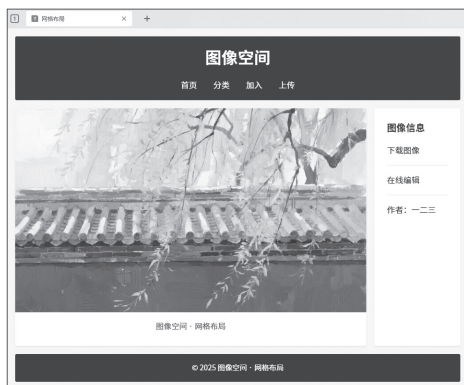 网格布局
图像空间
首页 分类 加入 上传
图像信息
下载图像
在线编辑
作者：一二三
图像空间 · 网格布局
© 2025 图像空间 · 网格布局